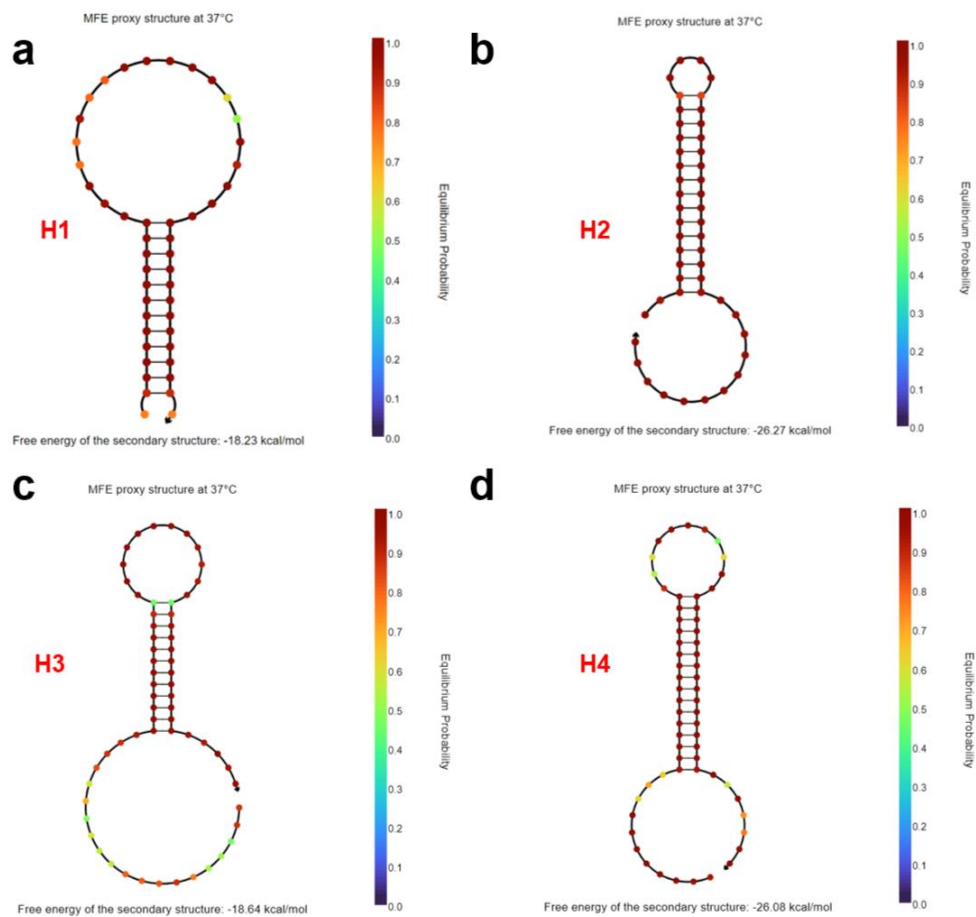 a
MFE proxy structure at 37°C
H1
1.0
0.9
0.8
0.7
0.6
0.5
0.4
0.3
0.2
0.1
0.0
Equilibrium Probability
Free energy of the secondary structure: -18.23 kcal/mol
b
MFE proxy structure at 37°C
H2
1.0
0.9
0.8
0.7
0.6
0.5
0.4
0.3
0.2
0.1
0.0
Equilibrium Probability
Free energy of the secondary structure: -26.27 kcal/mol
c
MFE proxy structure at 37°C
H3
1.0
0.9
0.8
0.7
0.6
0.5
0.4
0.3
0.2
0.1
0.0
Equilibrium Probability
Free energy of the secondary structure: -18.64 kcal/mol
d
MFE proxy structure at 37°C
H4
1.0
0.9
0.8
0.7
0.6
0.5
0.4
0.3
0.2
0.1
0.0
Equilibrium Probability
Free energy of the secondary structure: -26.08 kcal/mol